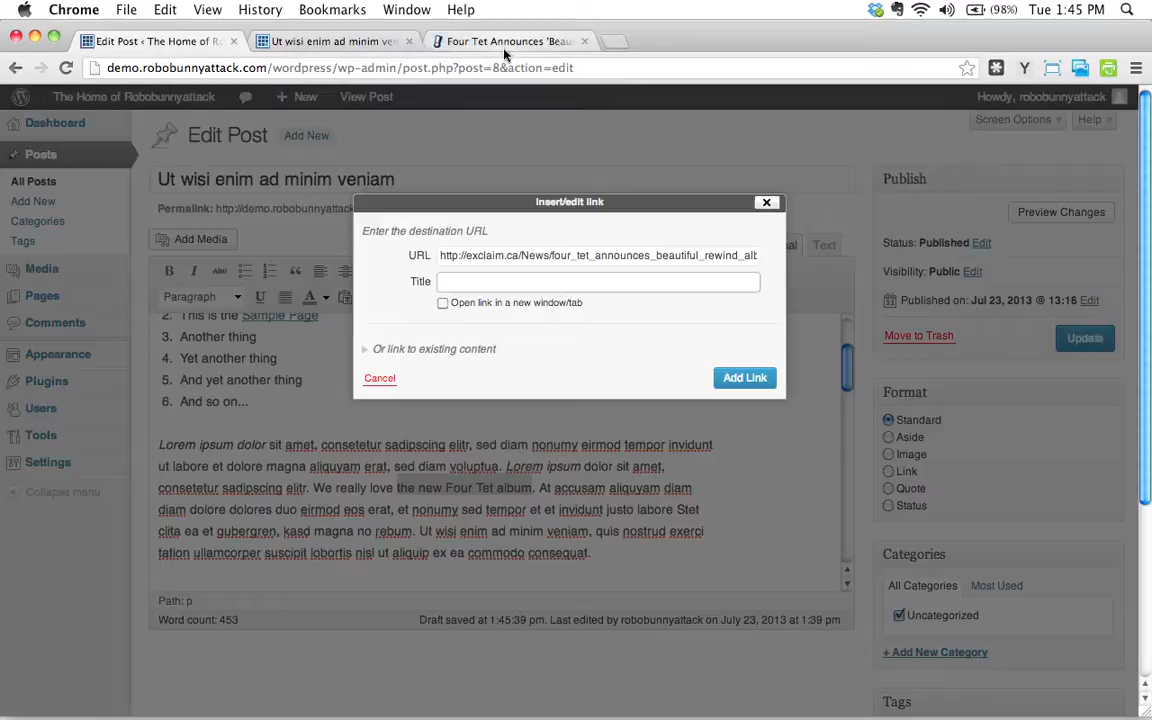 Chrome File Edit View History Bookmarks Window Help (98%) Tue 1:45 PM
Edit Post ‹ The Home of Ro
Ut wisi enim ad minim ven
Four Tet Announces 'Beau
demo.robobunnyattack.com/wordpress/wp-admin/post.php?post=8&action=edit
The Home of Robobunnyattack + New View Post Howdy, robobunnyattack
Dashboard
Posts
All Posts
Add New
Categories
Tags
Media
Pages
Comments
Appearance
Plugins
Users
Tools
Settings
Collapse menu
Screen Options Help
Edit Post Add New
Ut wisi enim ad minim veniam
Permalink: http://demo.robobunnyattack
Add Media
Text
B I
Paragraph U A
2. This is the Sample Page
3. Another thing
4. Yet another thing
5. And yet another thing
6. And so on...
Lorem ipsum dolor sit amet, consetetur sadipscing elitr, sed diam nonumy eirmod tempor invidunt
ut labore et dolore magna aliquyam erat, sed diam voluptua. Lorem ipsum dolor sit amet,
consetetur sadipscing elitr. We really love the new Four Tet album. At accusam aliquyam diam
diam dolore dolores duo eirmod eos erat, et nonumy sed tempor et et invidunt justo labore Stet
clita ea et gubergren, kasd magna no rebum. Ut wisi enim ad minim veniam, quis nostrud exerci
tation ullamcorper suscipit lobortis nisl ut aliquip ex ea commodo consequat.
Path: p
Word count: 453 Draft saved at 1:45:39 pm. Last edited by robobunnyattack on July 23, 2013 at 1:39 pm
Insert/edit link
Enter the destination URL
URL http://exclaim.ca/News/four_tet_announces_beautiful_rewind_alb
Title
Open link in a new window/tab
Or link to existing content
Cancel Add Link
Publish
Preview Changes
Status: Published Edit
Visibility: Public Edit
Published on: Jul 23, 2013 @ 13:16 Edit
Move to Trash Update
Format
Standard
Aside
Image
Link
Quote
Status
Categories
All Categories Most Used
Uncategorized
+ Add New Category
Tags